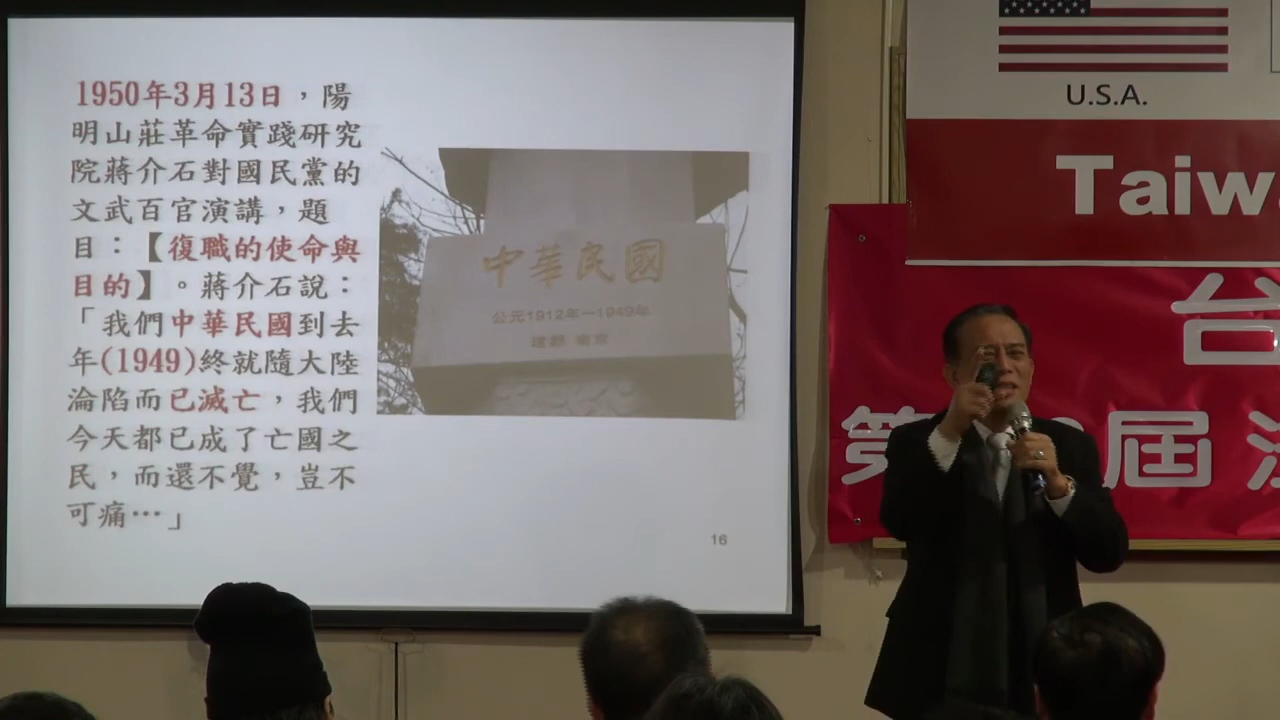 1950年3月13日，陽
明山莊革命實踐研究
院蔣介石對國民黨的
文武百官演講，題
目：【復職的使命與
目的】。蔣介石說：
「我們中華民國到去
年(1949)終就隨大陸
淪陷而已滅亡，我們
今天都已成了亡國之
民，而還不覺，豈不
可痛…」
中華民國
公元1912年—1949年
建都 南京
16
U.S.A.
Taiw
台
第 屆